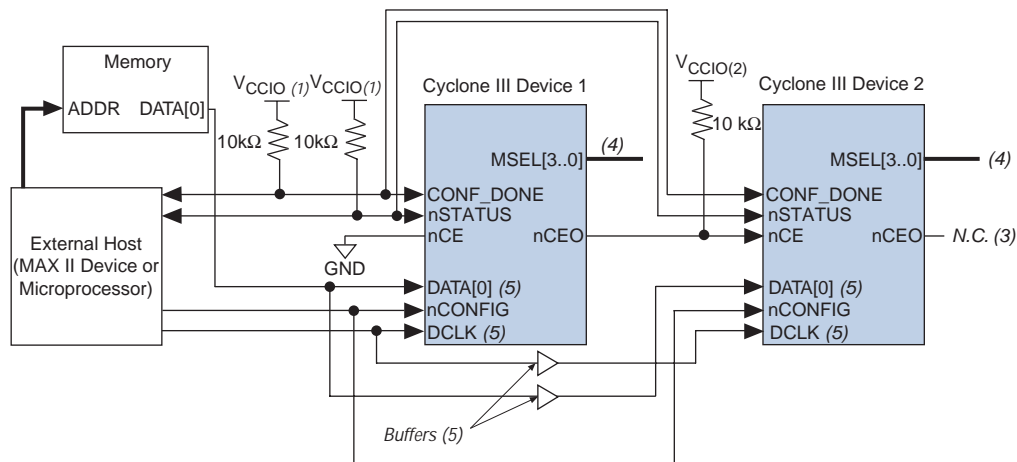 Memory
ADDR DATA[0]
External Host
(MAX II Device or
Microprocessor)
VCCIO (1)
VCCIO(1)
10kΩ
10kΩ
GND
Cyclone III Device 1
MSEL[3..0]
(4)
CONF_DONE
nSTATUS
nCE
nCEO
DATA[0] (5)
nCONFIG
DCLK (5)
Buffers (5)
VCCIO(2)
10 kΩ
Cyclone III Device 2
MSEL[3..0]
(4)
CONF_DONE
nSTATUS
nCE
nCEO
N.C. (3)
DATA[0] (5)
nCONFIG
DCLK (5)